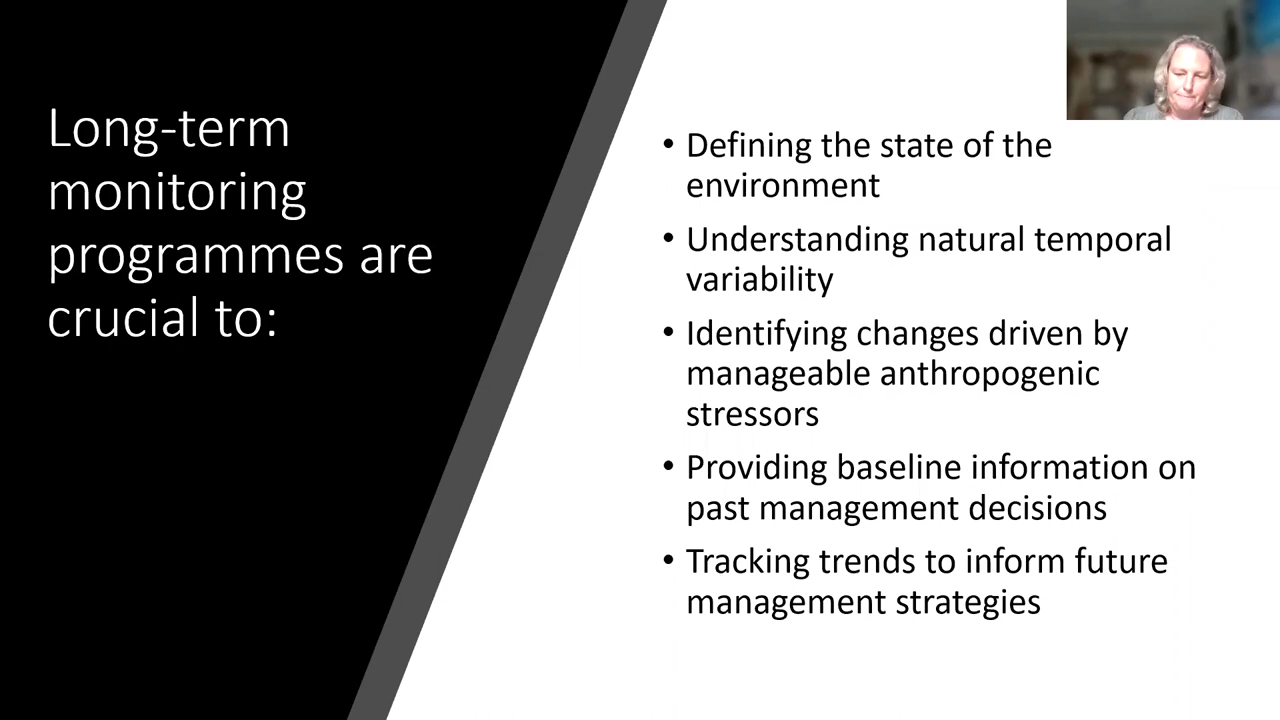 Long-term
monitoring
programmes are
crucial to:
• Defining the state of the
environment
• Understanding natural temporal
variability
• Identifying changes driven by
manageable anthropogenic
stressors
• Providing baseline information on
past management decisions
• Tracking trends to inform future
management strategies